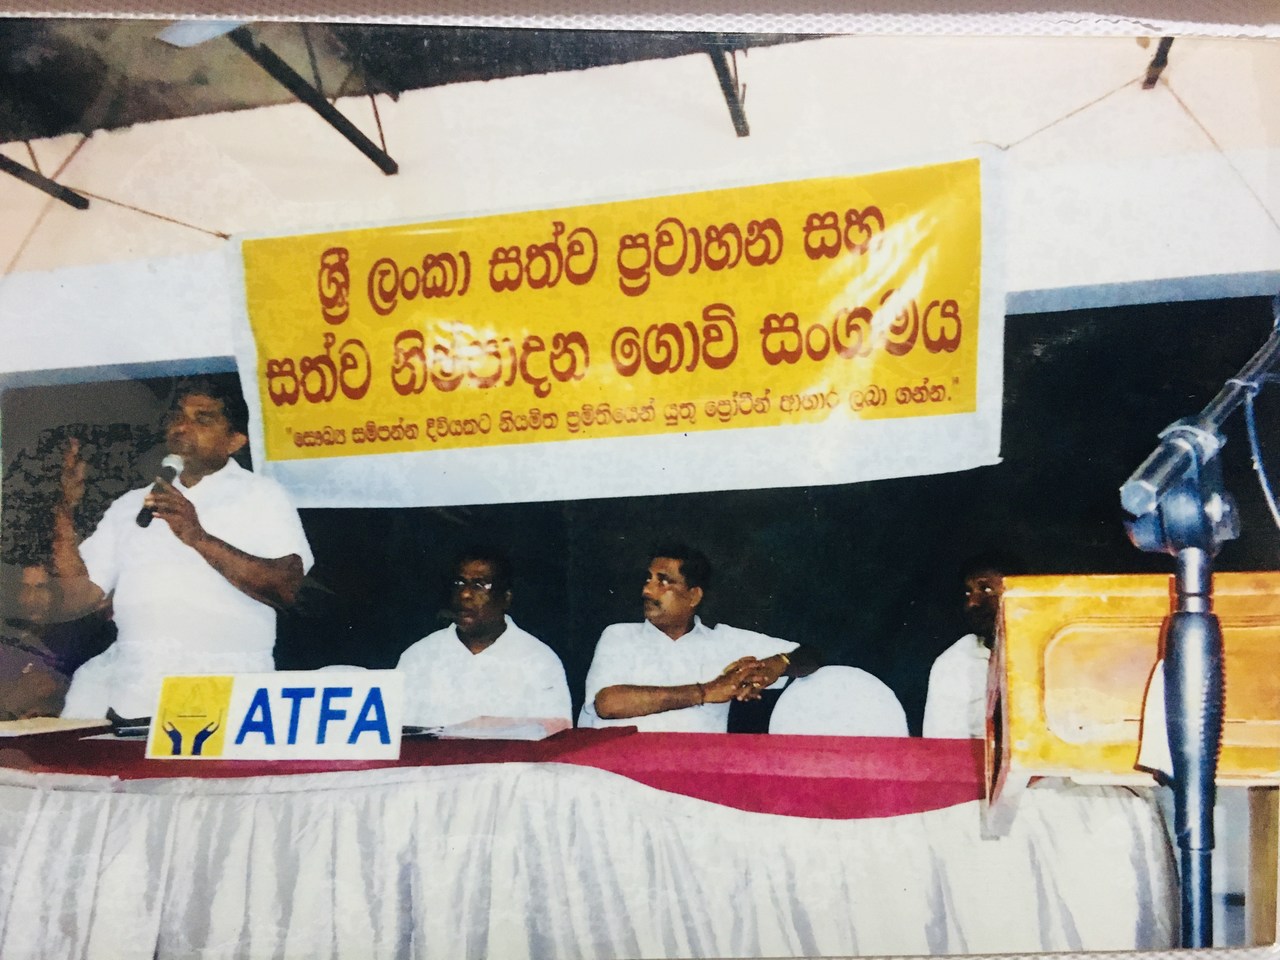 ශ්‍රී ලංකා සත්ව ප්‍රවාහන සහ
සත්ව නිෂ්පාදන ගොවි සංගමය
"සෞඛ්‍ය සම්පන්න දිවියකට නියමිත ප්‍රමිතියෙන් යුතු ප්‍රෝටීන් ආහාර ලබා ගන්න."
ATFA